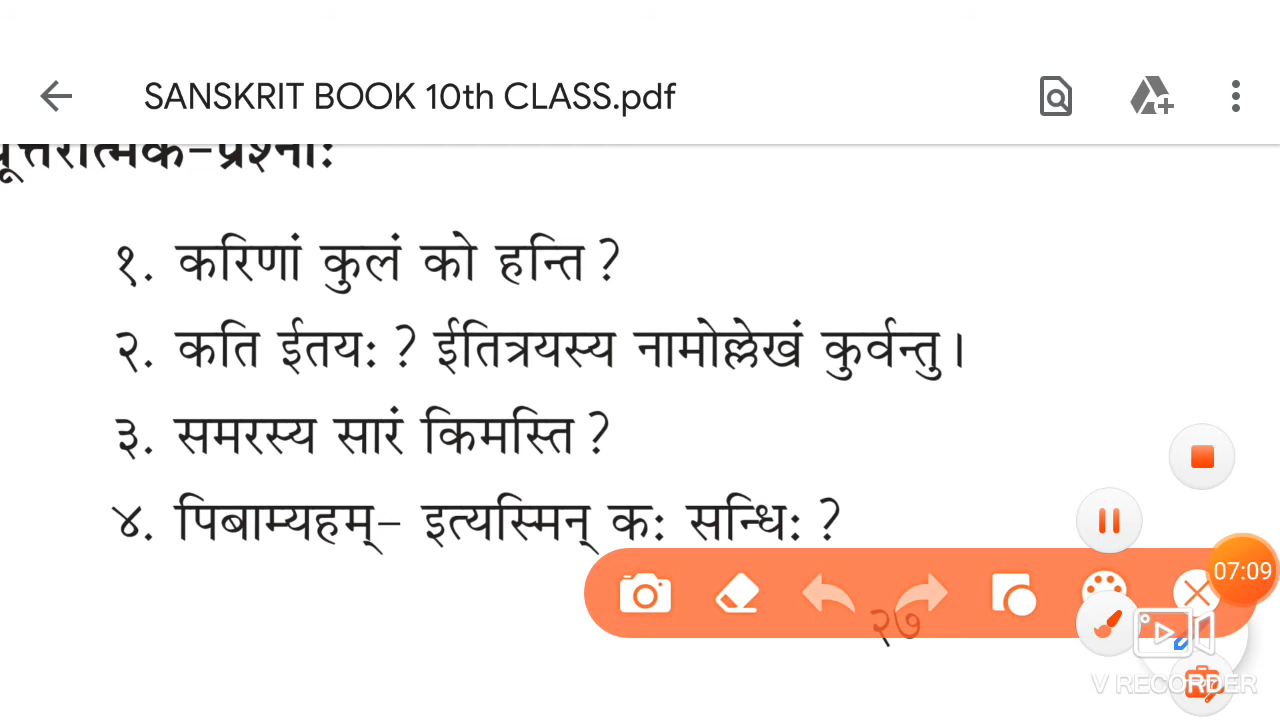 SANSKRIT BOOK 10th CLASS.pdf
१. करिणां कुलं को हन्ति ?
२. कति ईतयः ? ईतित्रयस्य नामोल्लेखं कुर्वन्तु।
३. समरस्य सारं किमस्ति ?
४. पिबाम्यहम्– इत्यस्मिन् कः सन्धिः ?
07:09
२७
V RECORDER